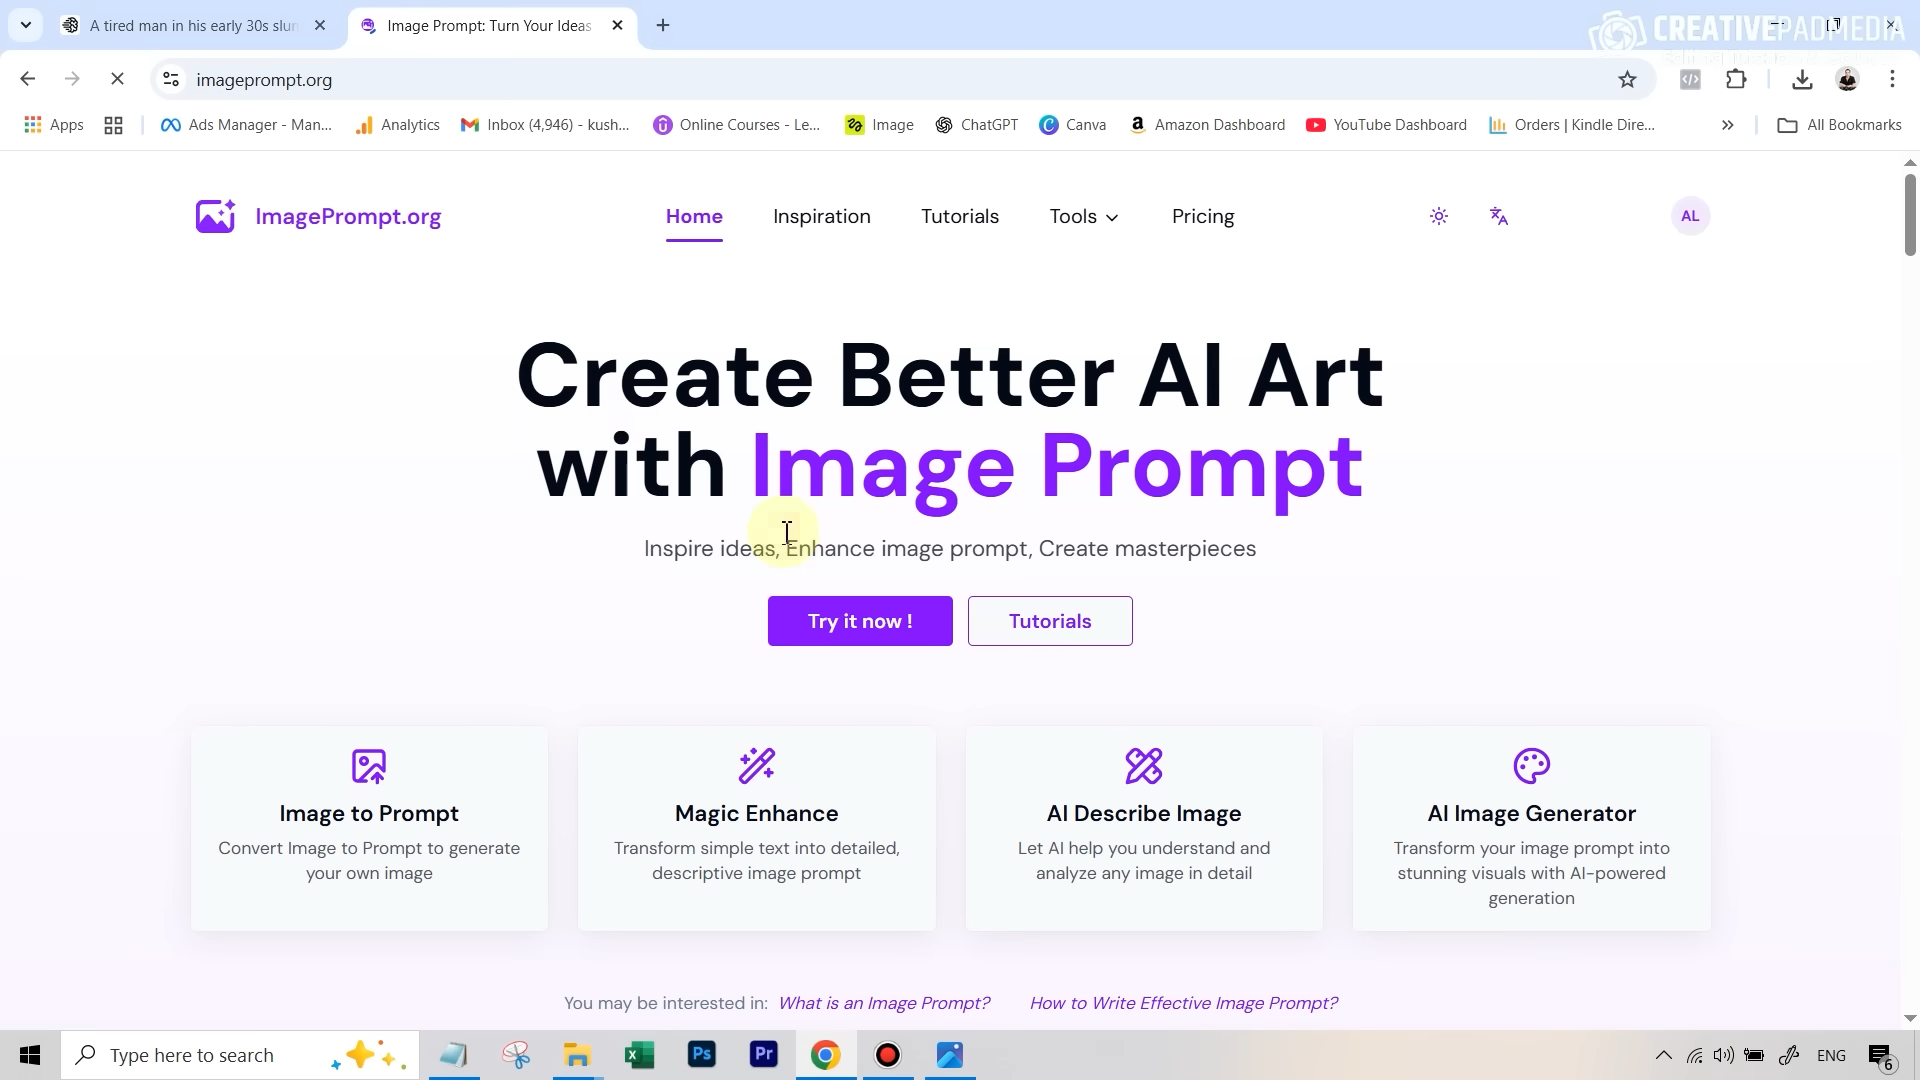 A tired man in his early 30s slun
Image Prompt: Turn Your Ideas
CREATIVEPADMEDIA
imageprompt.org
Apps
Ads Manager - Man...
Analytics
Inbox (4,946) - kush...
Online Courses - Le...
Image
ChatGPT
Canva
Amazon Dashboard
YouTube Dashboard
Orders | Kindle Dire...
All Bookmarks
ImagePrompt.org
Home
Inspiration
Tutorials
Tools
Pricing
AL
Create Better AI Art
with Image Prompt
Inspire ideas, Enhance image prompt, Create masterpieces
Try it now !
Tutorials
Image to Prompt
Convert Image to Prompt to generate
your own image
Magic Enhance
Transform simple text into detailed,
descriptive image prompt
AI Describe Image
Let AI help you understand and
analyze any image in detail
AI Image Generator
Transform your image prompt into
stunning visuals with AI-powered
generation
You may be interested in: What is an Image Prompt? How to Write Effective Image Prompt?
Type here to search
Ps
Pr
ENG
6